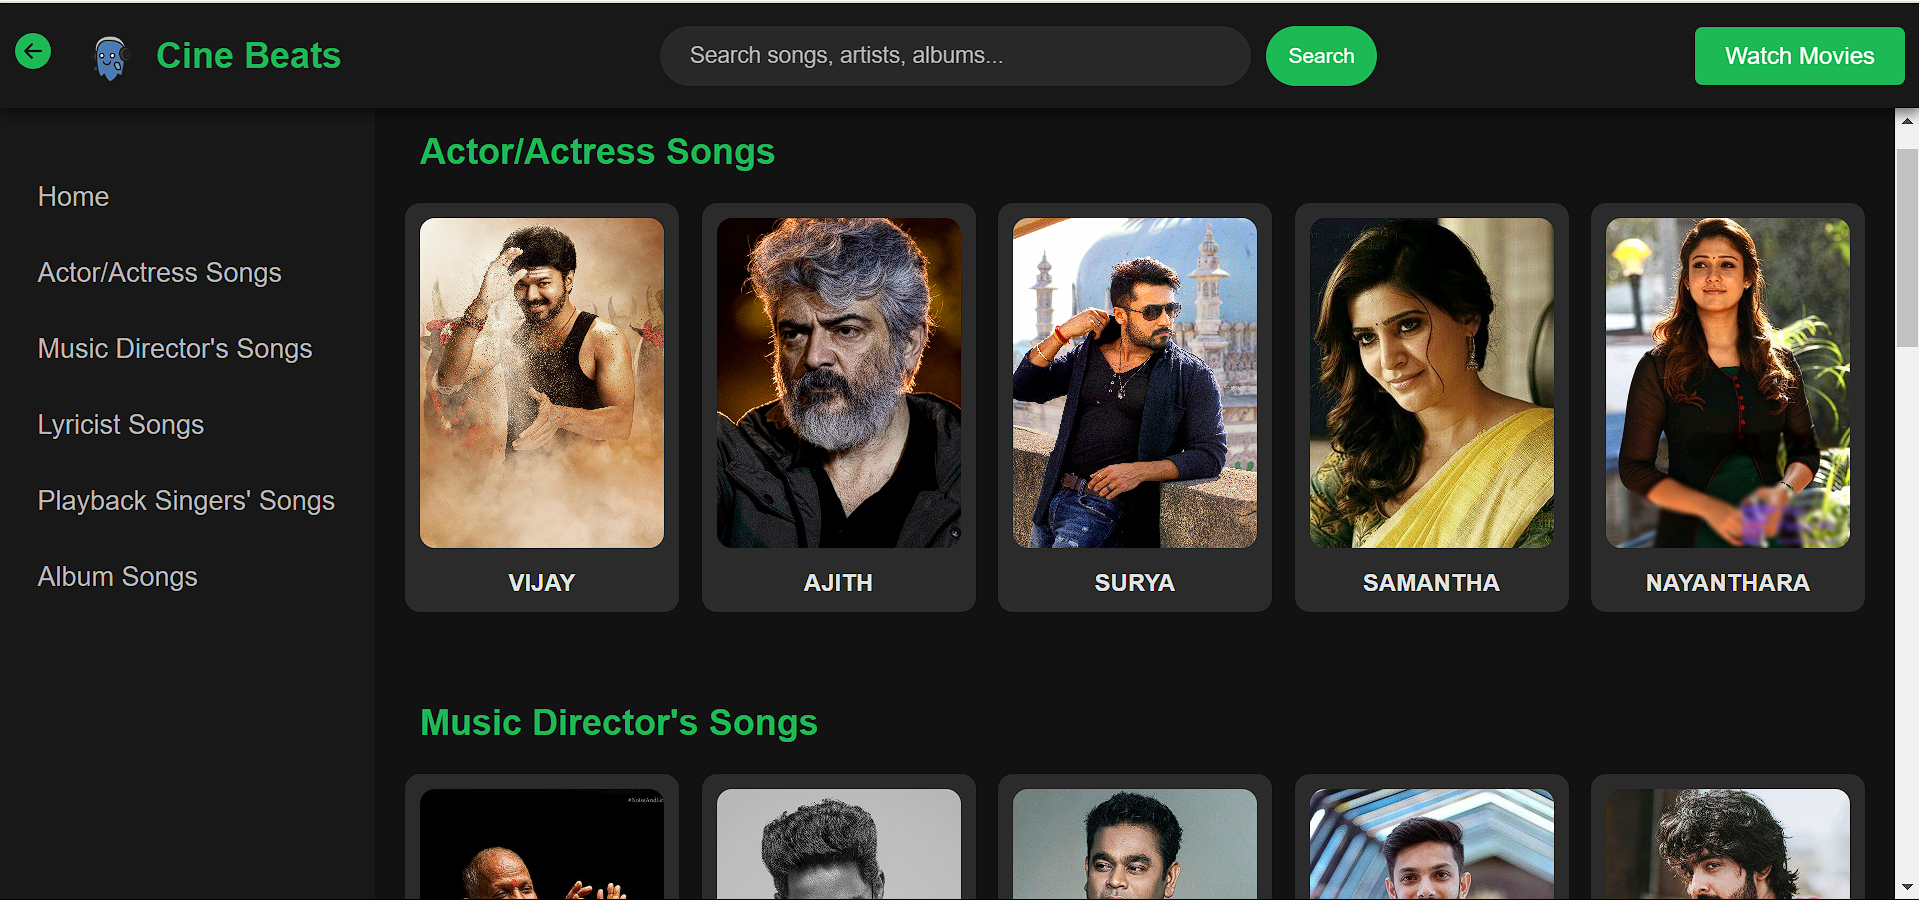 Cine Beats
Search songs, artists, albums...
Search
Watch Movies
Home
Actor/Actress Songs
Music Director's Songs
Lyricist Songs
Playback Singers' Songs
Album Songs
Actor/Actress Songs
VIJAY
AJITH
SURYA
SAMANTHA
NAYANTHARA
Music Director's Songs